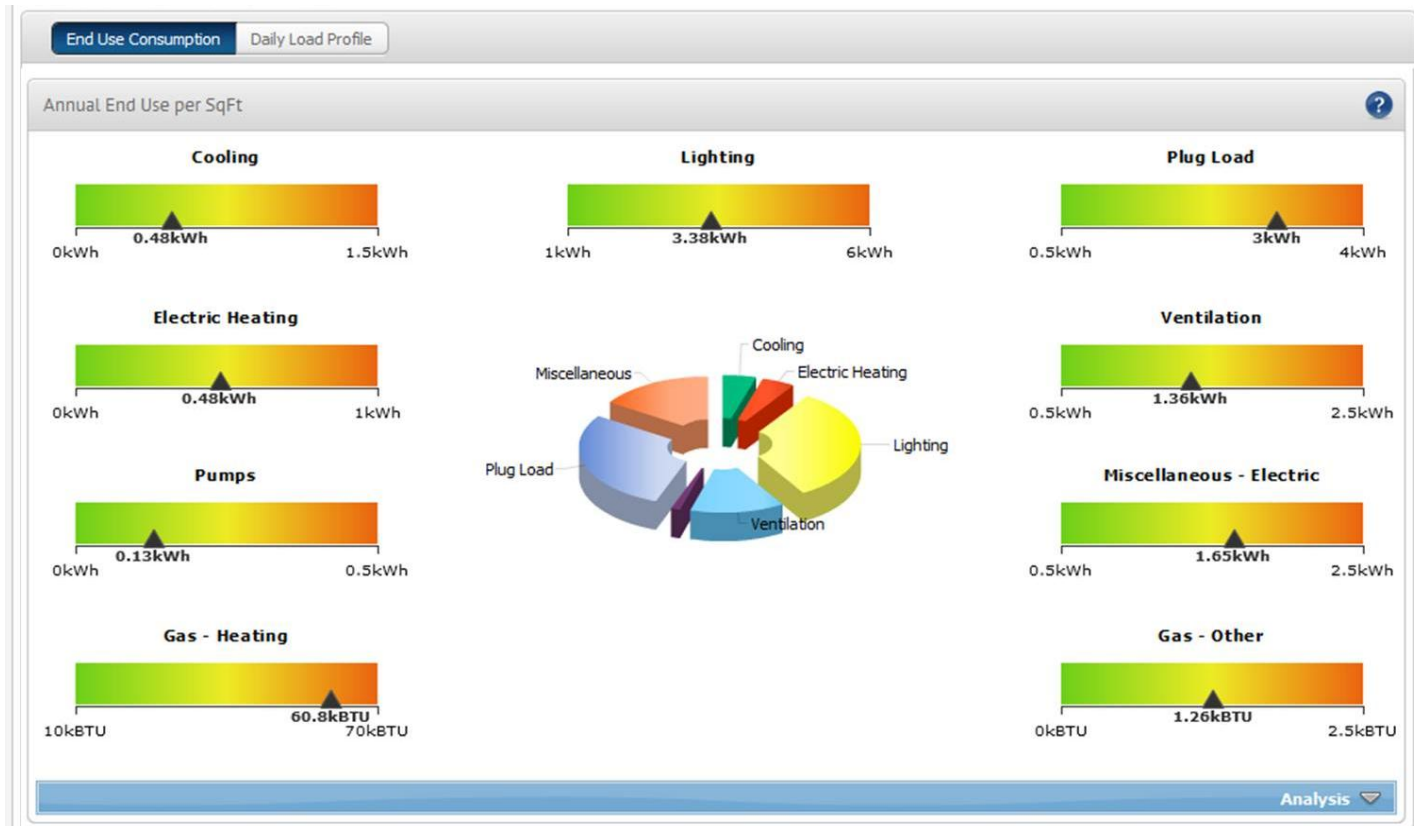 End Use Consumption Daily Load Profile
Annual End Use per SqFt ?
Cooling
0.48kWh
0kWh 1.5kWh
Lighting
3.38kWh
1kWh 6kWh
Plug Load
3kWh
0.5kWh 4kWh
Electric Heating
0.48kWh
0kWh 1kWh
Cooling
Miscellaneous
Electric Heating
Lighting
Plug Load
Ventilation
Ventilation
1.36kWh
0.5kWh 2.5kWh
Pumps
0.13kWh
0kWh 0.5kWh
Miscellaneous - Electric
1.65kWh
0.5kWh 2.5kWh
Gas - Heating
60.8kBTU
10kBTU 70kBTU
Gas - Other
1.26kBTU
0kBTU 2.5kBTU
Analysis